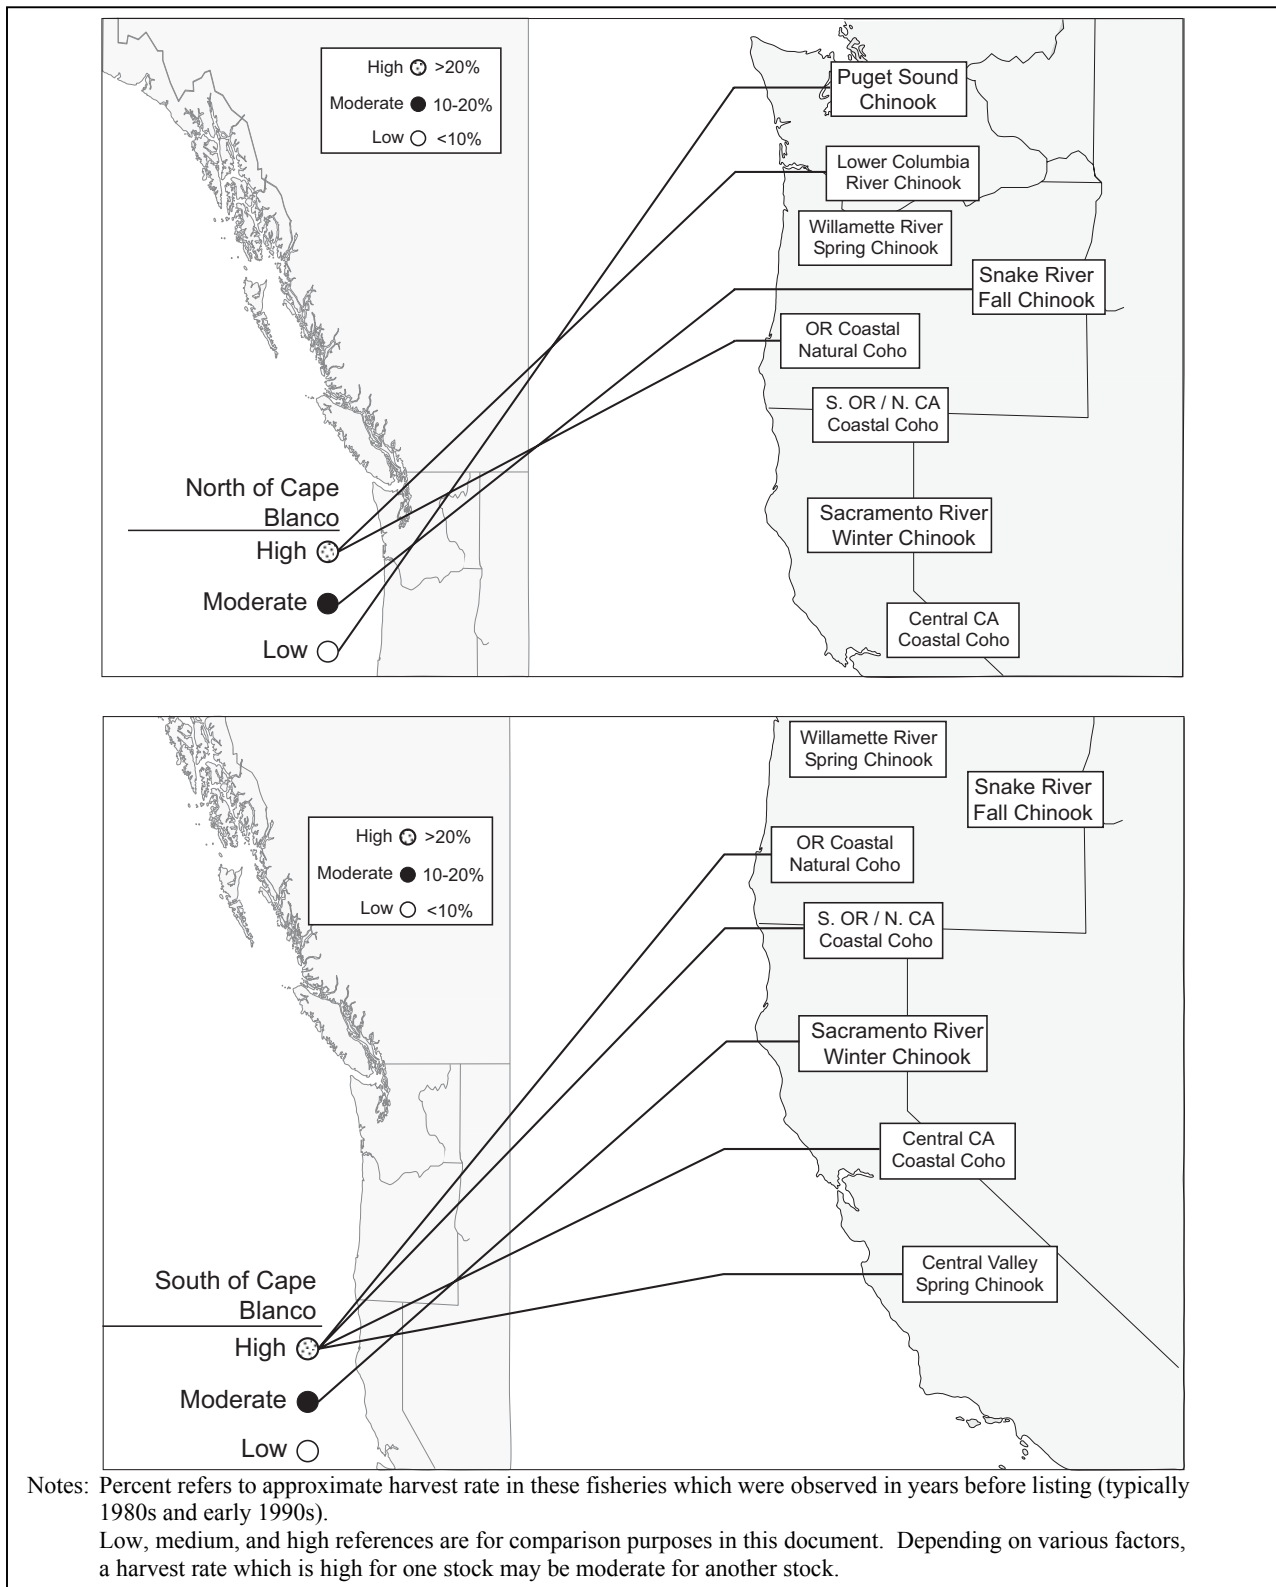 High >20%
Moderate 10-20%
Low <10%
Puget Sound
Chinook
Lower Columbia
River Chinook
Willamette River
Spring Chinook
Snake River
Fall Chinook
OR Coastal
Natural Coho
S. OR / N. CA
Coastal Coho
Sacramento River
Winter Chinook
Central CA
Coastal Coho
North of Cape
Blanco
High
Moderate
Low
High >20%
Moderate 10-20%
Low <10%
Willamette River
Spring Chinook
Snake River
Fall Chinook
OR Coastal
Natural Coho
S. OR / N. CA
Coastal Coho
Sacramento River
Winter Chinook
Central CA
Coastal Coho
Central Valley
Spring Chinook
South of Cape
Blanco
High
Moderate
Low
Notes: Percent refers to approximate harvest rate in these fisheries which were observed in years before listing (typically
1980s and early 1990s).
Low, medium, and high references are for comparison purposes in this document. Depending on various factors,
a harvest rate which is high for one stock may be moderate for another stock.